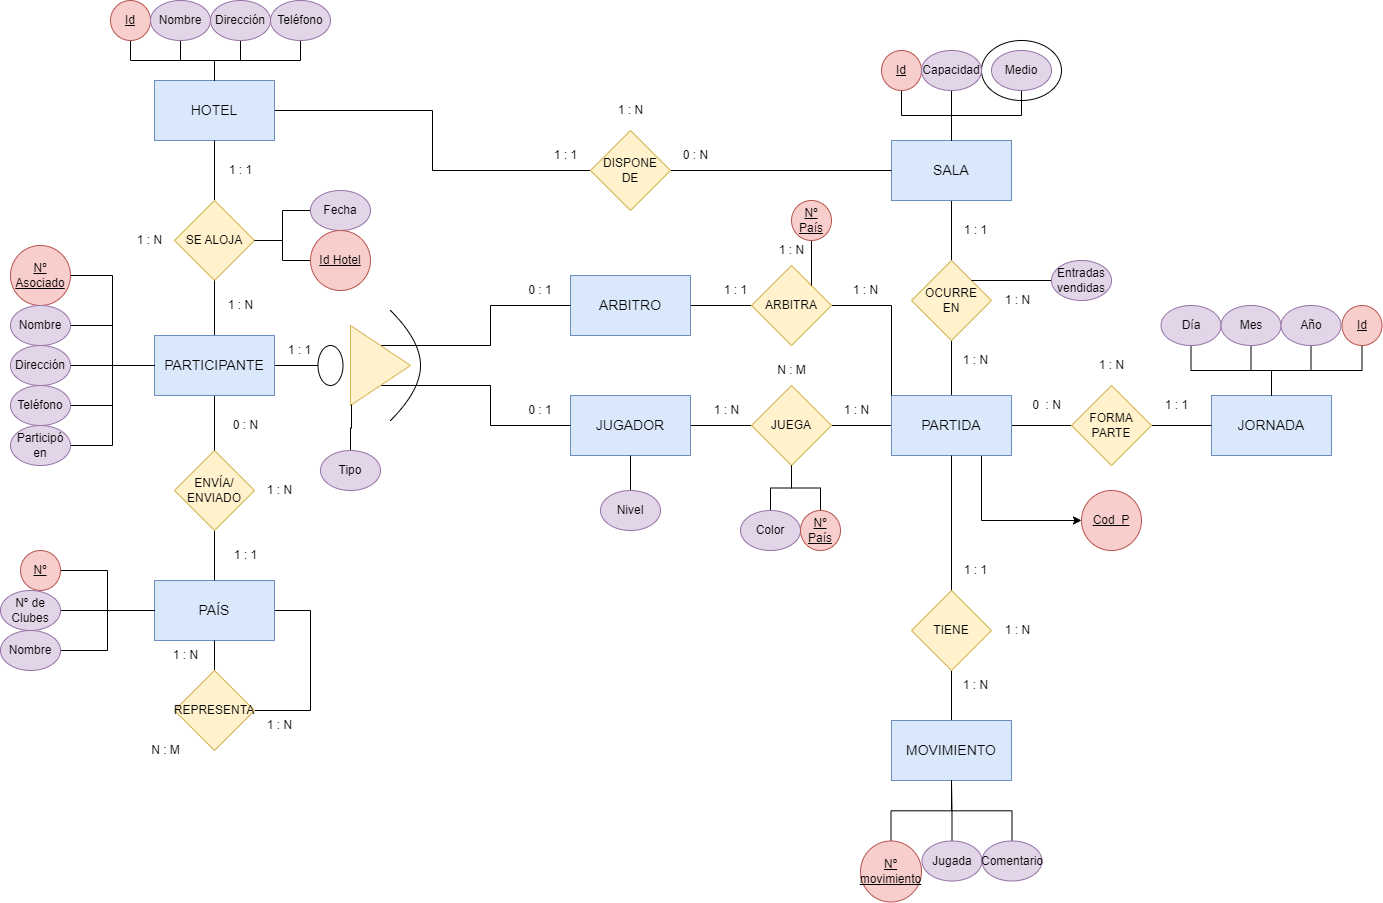 Id
Nombre
Dirección
Teléfono
HOTEL
1 : 1
SE ALOJA
1 : N
Fecha
Id Hotel
1 : N
1 : N
1 : 1
DISPONE
DE
0 : N
Id
Capacidad
Medio
SALA
1 : 1
OCURRE
EN
1 : N
Entradas
vendidas
1 : N
Nº
Asociado
Nombre
Dirección
Teléfono
Participó
en
PARTICIPANTE
1 : 1
Tipo
0 : 1
ARBITRO
1 : 1
Nº
País
1 : N
ARBITRA
1 : N
0 : 1
JUGADOR
Nivel
1 : N
N : M
JUEGA
1 : N
Color
Nº
País
PARTIDA
Cod_P
0 : N
1 : N
FORMA
PARTE
1 : 1
Día
Mes
Año
Id
JORNADA
0 : N
ENVÍA/
ENVIADO
1 : N
1 : 1
Nº
Nº de
Clubes
Nombre
PAÍS
1 : N
REPRESENTA
1 : N
N : M
1 : 1
TIENE
1 : N
1 : N
MOVIMIENTO
Nº
movimiento
Jugada
Comentario